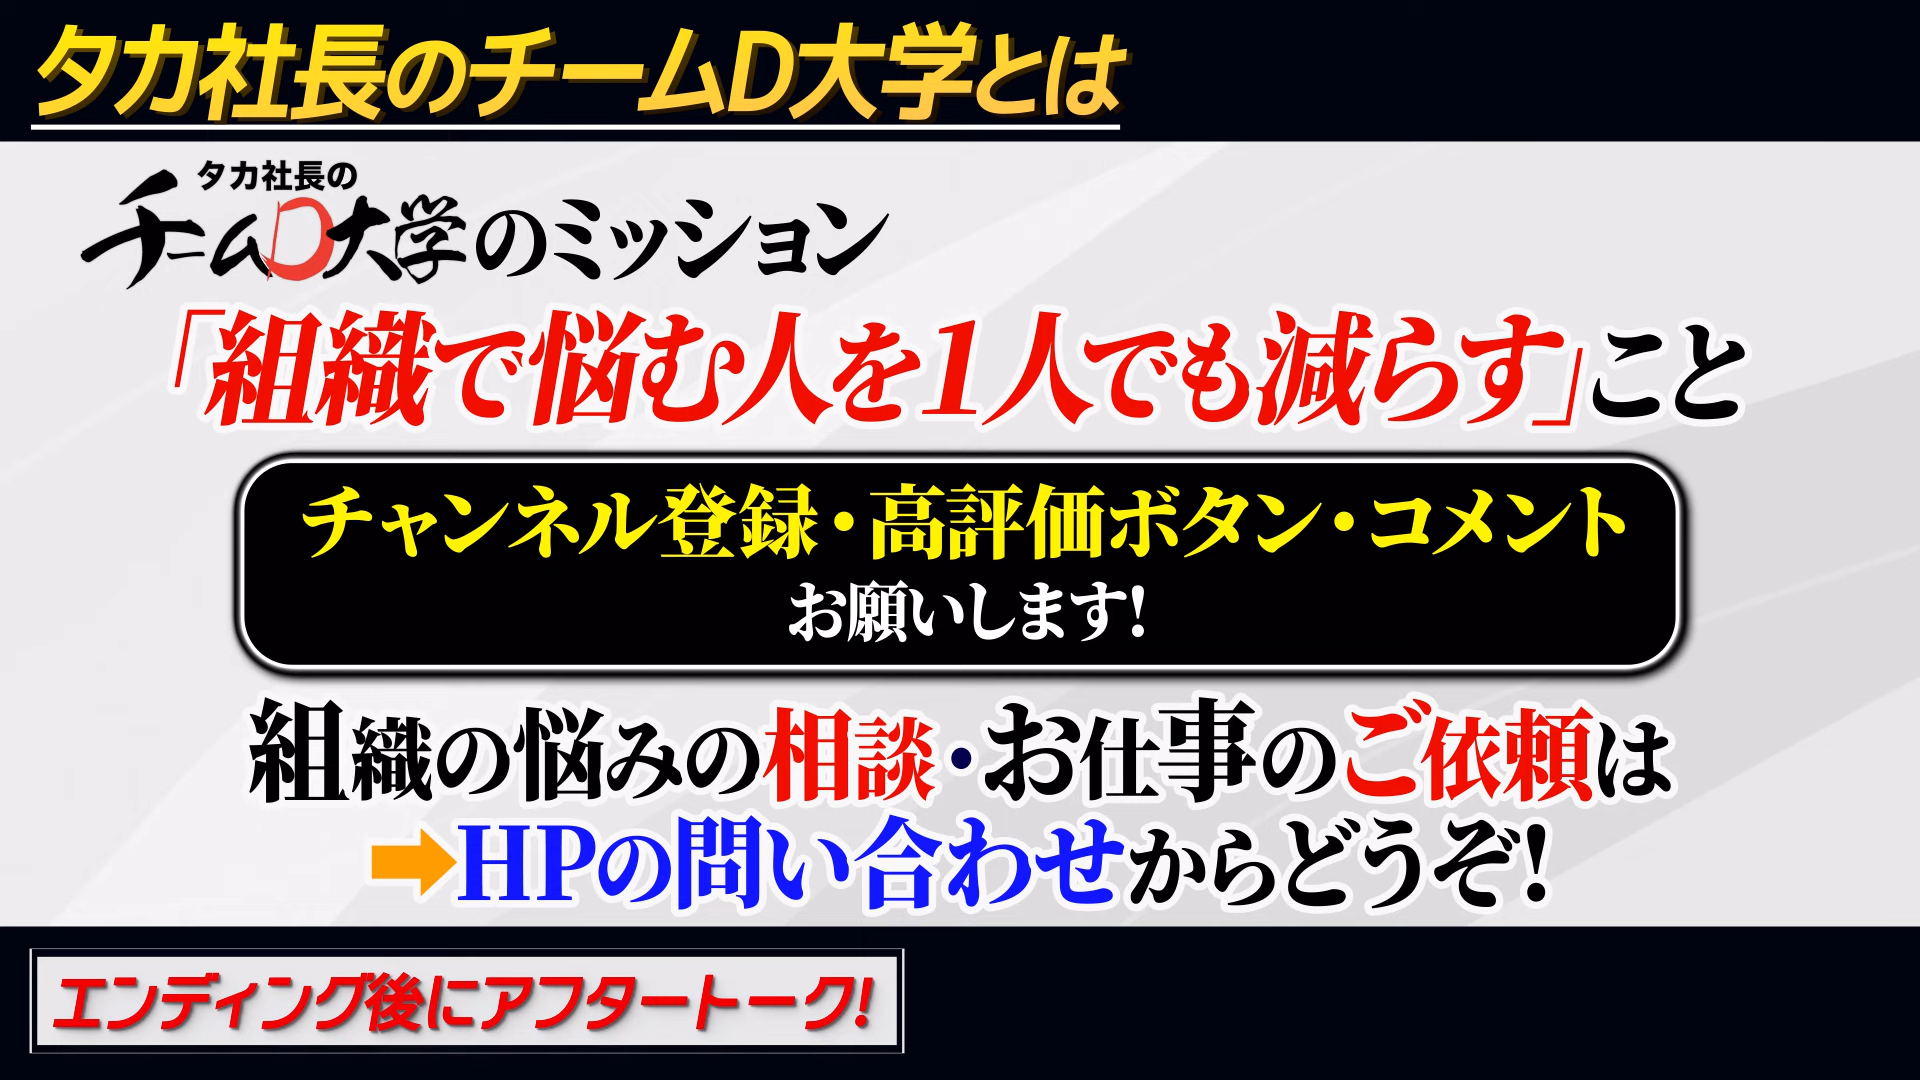 タカ社長のチームD大学とは
タカ社長の
チームD大学のミッション
「組織で悩む人を1人でも減らす」こと
チャンネル登録・高評価ボタン・コメント
お願いします!
組織の悩みの相談・お仕事のご依頼は
➡HPの問い合わせからどうぞ!
エンディング後にアフタートーク!